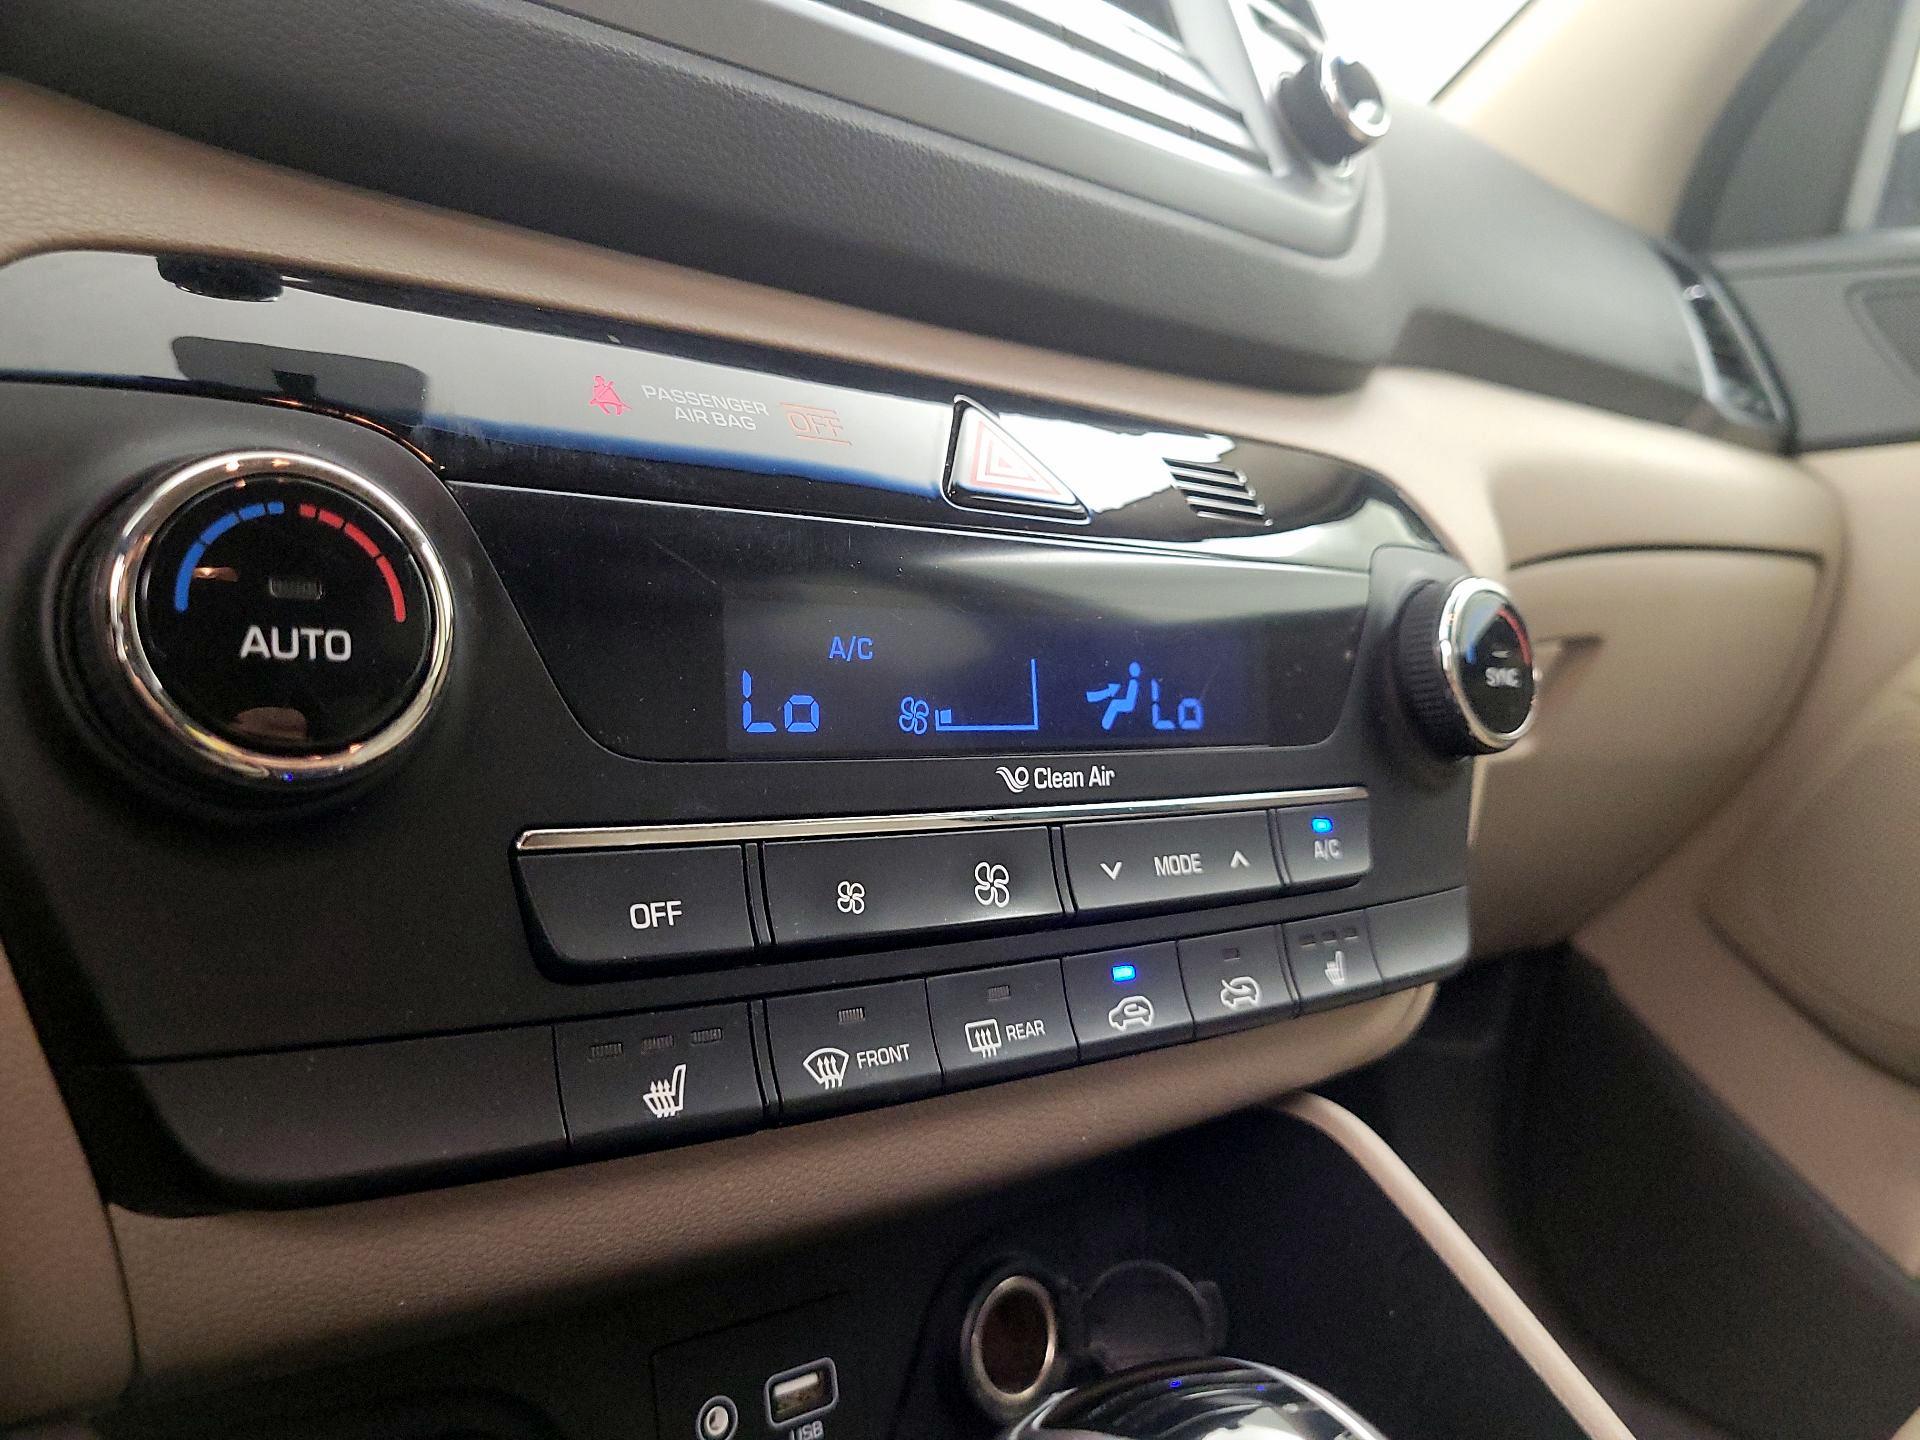 PASSENGER
AIR BAG
OFF
AUTO
A/C
Lo
Lo
SYNC
Clean Air
OFF
MODE
A/C
FRONT
REAR
USB